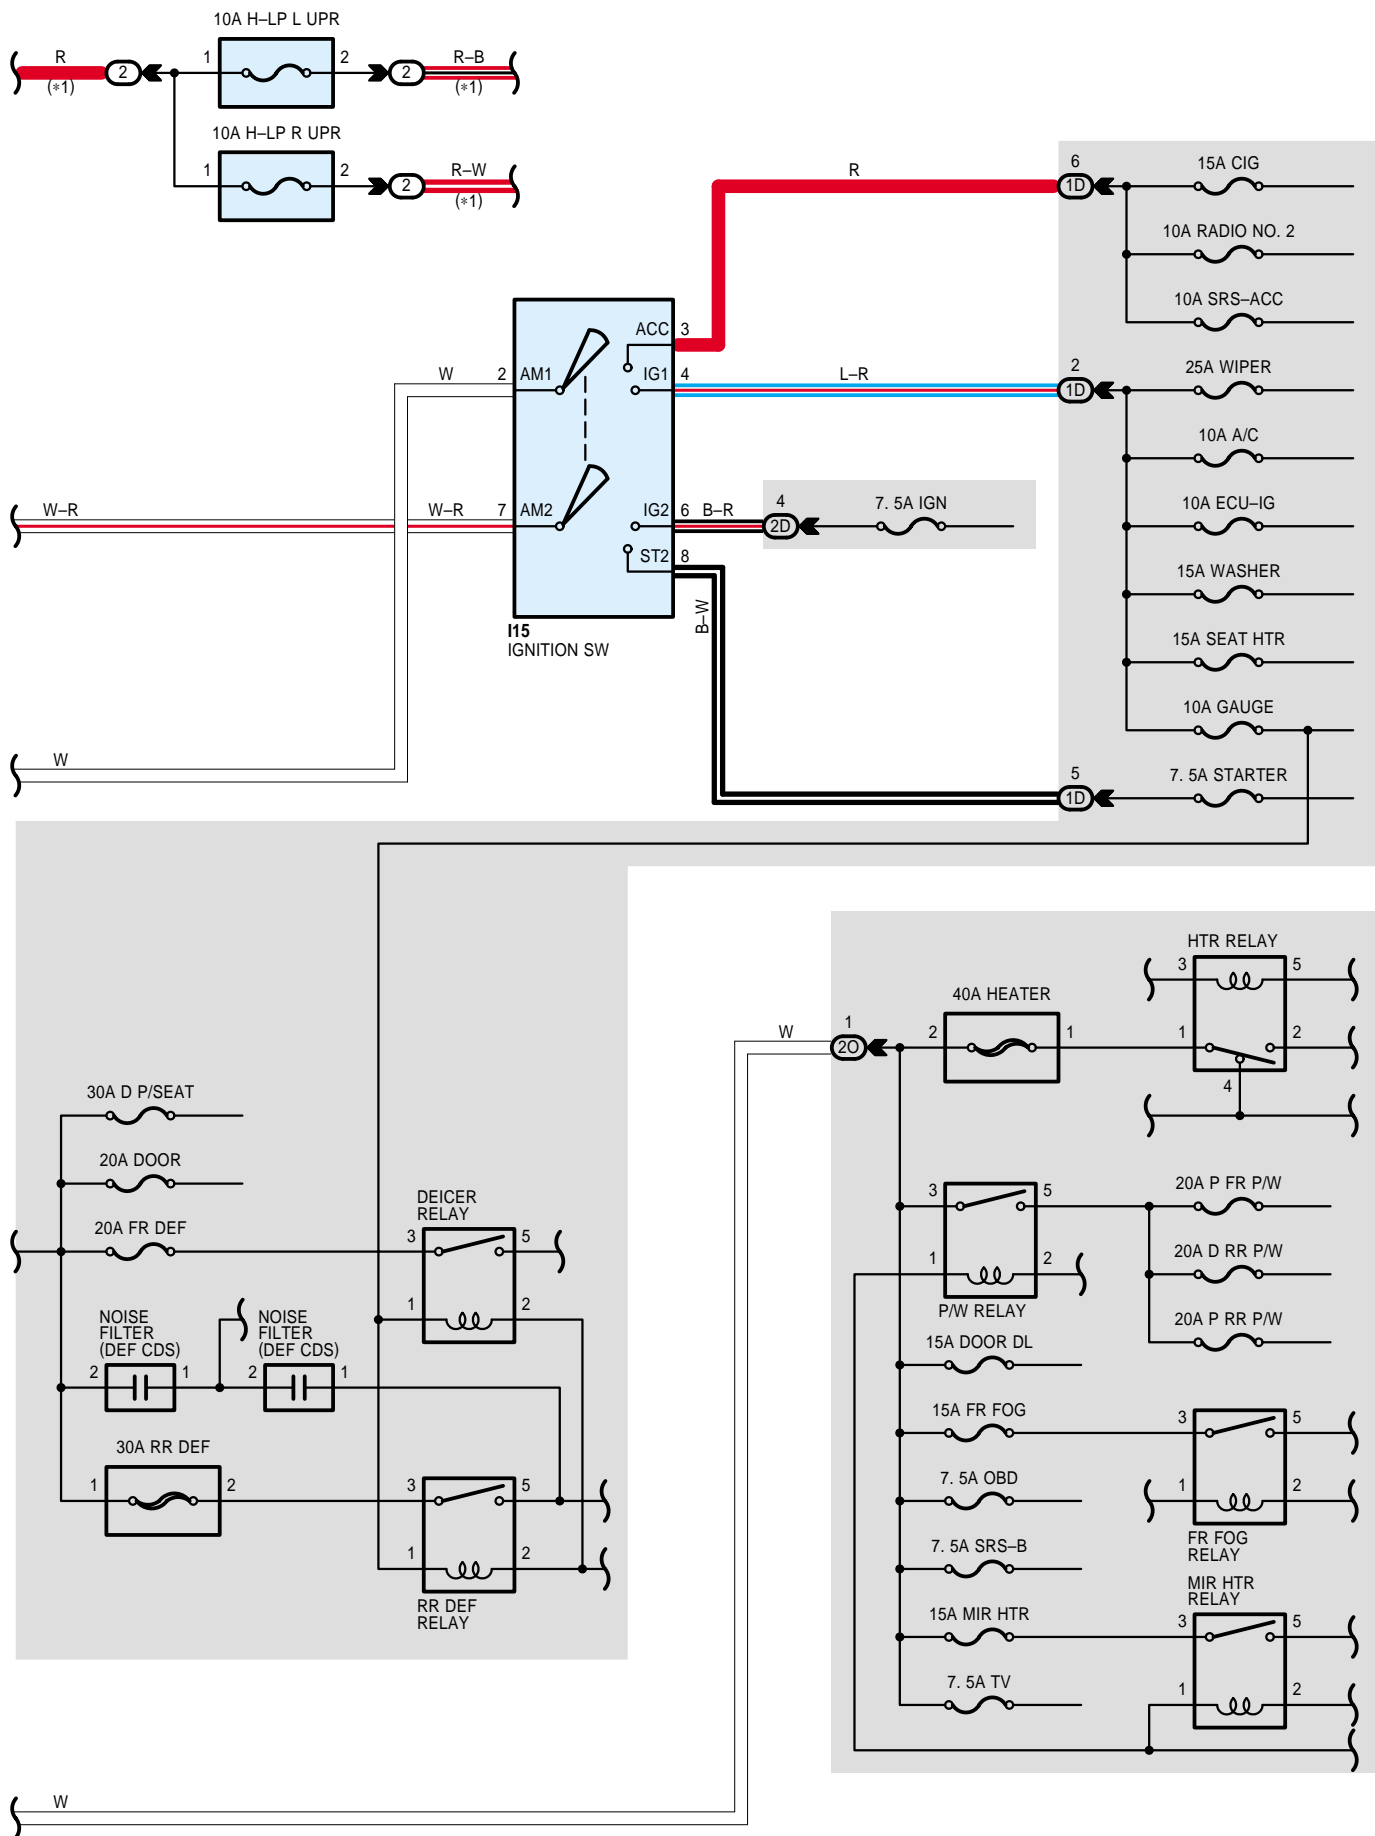 10A H–LP L UPR
R 2 1 2 2 R–B
(*1) (*1)
10A H–LP R UPR
1 2 2 R–W
(*1)
R
6
1D
15A CIG
10A RADIO NO. 2
10A SRS–ACC
ACC 3
W 2 AM1 IG1 4 L–R
2
1D
25A WIPER
10A A/C
10A ECU–IG
15A WASHER
15A SEAT HTR
10A GAUGE
W–R W–R 7 AM2 IG2 6 B–R
4
2D
7. 5A IGN
ST2 8
B–W
I15
IGNITION SW
W
5
1D
7. 5A STARTER
30A D P/SEAT
20A DOOR
20A FR DEF
DEICER
RELAY
3 5
1 2
NOISE
FILTER
(DEF CDS)
2 1
NOISE
FILTER
(DEF CDS)
2 1
30A RR DEF
1 2
3 5
1 2
RR DEF
RELAY
W
1
2O
40A HEATER
2 1
HTR RELAY
3 5
1 2
4
3 5
1 2
P/W RELAY
20A P FR P/W
20A D RR P/W
20A P RR P/W
15A DOOR DL
15A FR FOG
3 5
1 2
FR FOG
RELAY
7. 5A OBD
7. 5A SRS–B
15A MIR HTR
MIR HTR
RELAY
3 5
1 2
7. 5A TV
W